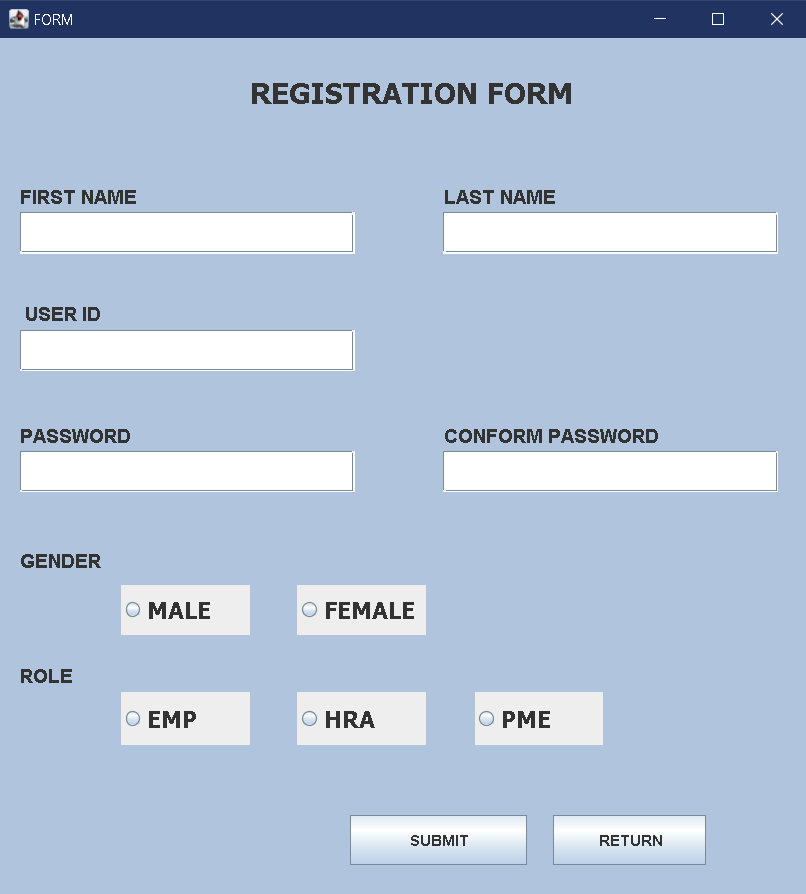 FORM
REGISTRATION FORM
FIRST NAME LAST NAME
USER ID
PASSWORD CONFORM PASSWORD
GENDER
MALE FEMALE
ROLE
EMP HRA PME
SUBMIT RETURN